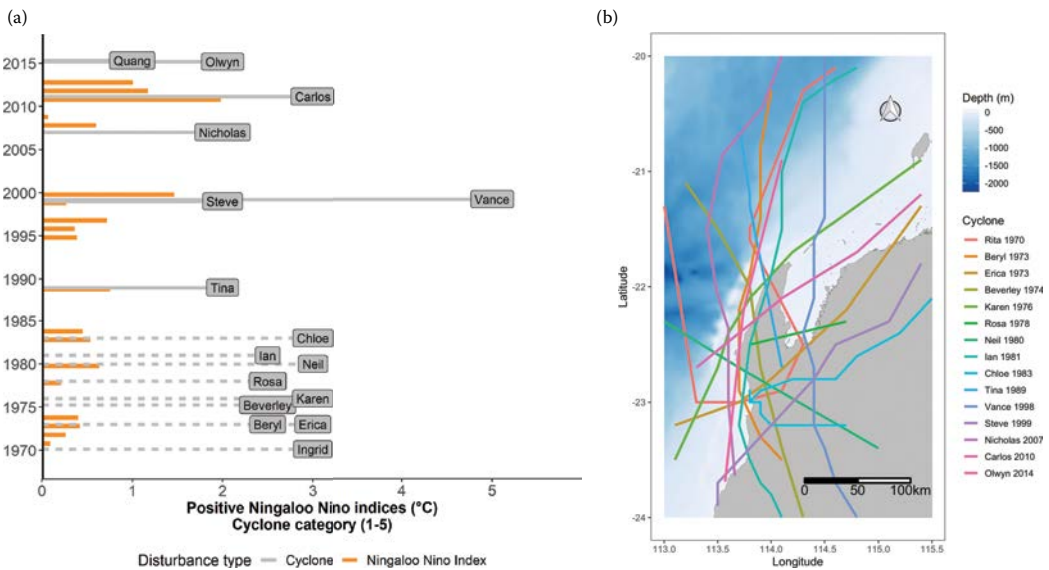 (a)
2015
2010
2005
2000
1995
1990
1985
1980
1975
1970
Quang
Olwyn
Carlos
Nicholas
Steve
Vance
Tina
Chloe
Ian
Neil
Rosa
Karen
Beverley
Beryl
Erica
Ingrid
0 1 2 3 4 5
Positive Ningaloo Nino indices (°C)
Cyclone category (1-5)
Disturbance type Cyclone Ningaloo Nino Index
(b)
-20
-21
-22
-23
-24
Latitude
0 50 100km
113.0 113.5 114.0 114.5 115.0 115.5
Longitude
Depth (m)
0
-500
-1000
-1500
-2000
Cyclone
Rita 1970
Beryl 1973
Erica 1973
Beverley 1974
Karen 1976
Rosa 1978
Neil 1980
Ian 1981
Chloe 1983
Tina 1989
Vance 1998
Steve 1999
Nicholas 2007
Carlos 2010
Olwyn 2014